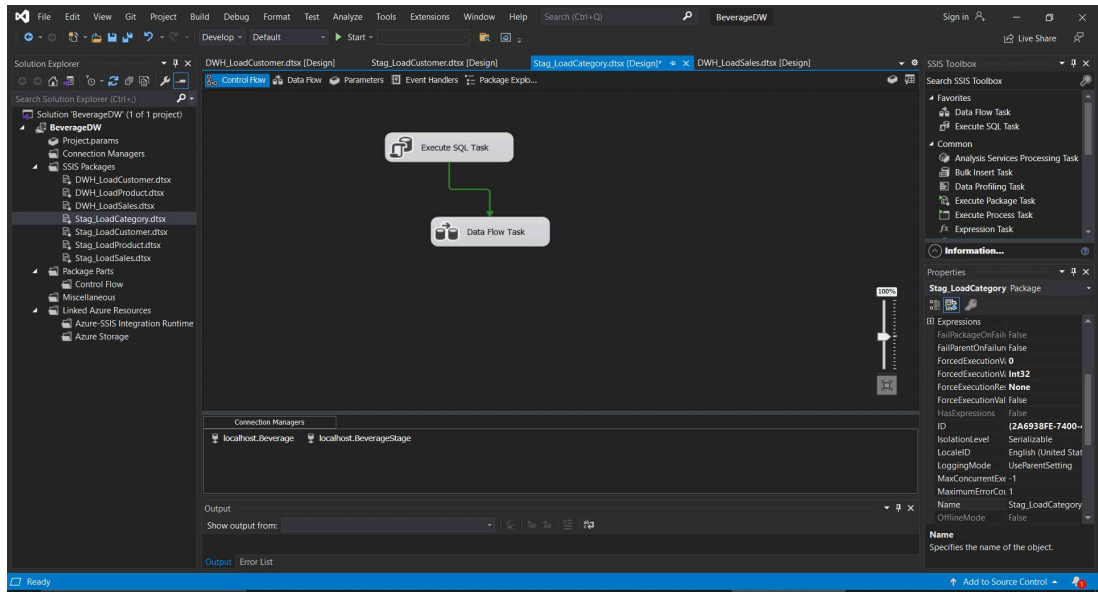 File Edit View Git Project Build Debug Format Test Analyze Tools Extensions Window Help Search (Ctrl+Q) BeverageDW Sign in
Develop Default Start Live Share
Solution Explorer
Search Solution Explorer (Ctrl+;)
Solution 'BeverageDW' (1 of 1 project)
BeverageDW
Project.params
Connection Managers
SSIS Packages
DWH_LoadCustomer.dtsx
DWH_LoadProduct.dtsx
DWH_LoadSales.dtsx
Stag_LoadCategory.dtsx
Stag_LoadCustomer.dtsx
Stag_LoadProduct.dtsx
Stag_LoadSales.dtsx
Package Parts
Control Flow
Miscellaneous
Linked Azure Resources
Azure-SSIS Integration Runtime
Azure Storage
DWH_LoadCustomer.dtsx [Design] Stag_LoadCustomer.dtsx [Design] Stag_LoadCategory.dtsx [Design]* DWH_LoadSales.dtsx [Design]
Control Flow Data Flow Parameters Event Handlers Package Explo...
Execute SQL Task
Data Flow Task
100%
Connection Managers
localhost.Beverage localhost.BeverageStage
Output
Show output from:
Output Error List
SSIS Toolbox
Search SSIS Toolbox
Favorites
Data Flow Task
Execute SQL Task
Common
Analysis Services Processing Task
Bulk Insert Task
Data Profiling Task
Execute Package Task
Execute Process Task
Expression Task
Information...
Properties
Stag_LoadCategory Package
Expressions
FailPackageOnFailu False
FailParentOnFailure False
ForcedExecutionVa 0
ForcedExecutionVa Int32
ForceExecutionRes None
ForceExecutionVal False
HasExpressions False
ID {2A6938FE-7400-4
IsolationLevel Serializable
LocaleID English (United Stat
LoggingMode UseParentSetting
MaxConcurrentExe -1
MaximumErrorCou 1
Name Stag_LoadCategory
OfflineMode False
Name
Specifies the name of the object.
Ready Add to Source Control 1